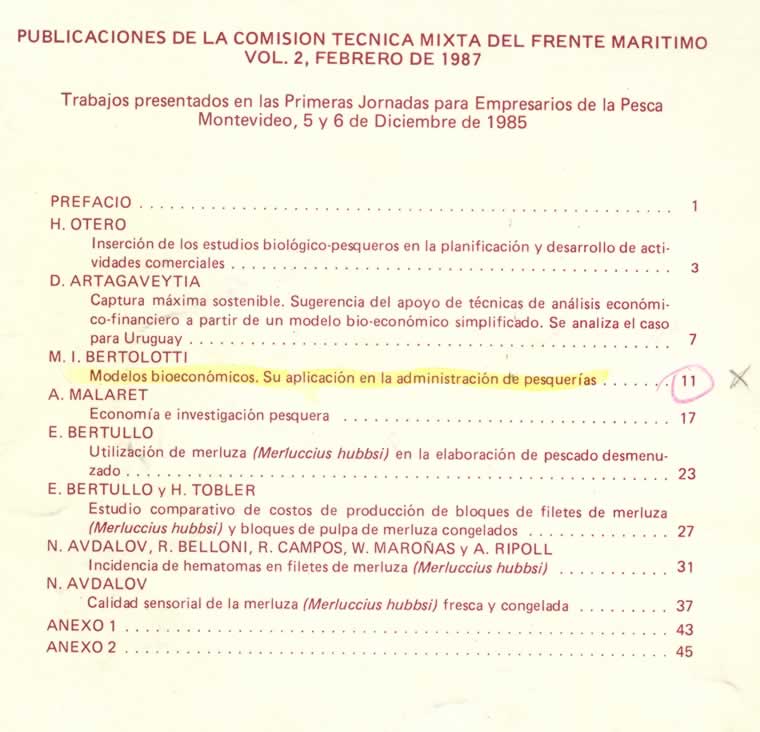 PUBLICACIONES DE LA COMISION TECNICA MIXTA DEL FRENTE MARITIMO
VOL. 2, FEBRERO DE 1987
Trabajos presentados en las Primeras Jornadas para Empresarios de la Pesca
Montevideo, 5 y 6 de Diciembre de 1985
PREFACIO . . . . . . . . . . . . . . . . . . . . 1
H. OTERO
Inserción de los estudios biológico-pesqueros en la planificación y desarrollo de acti-
vidades comerciales . . . . . . . . . . . . . . . . . . . . 3
D. ARTAGAVEYTIA
Captura máxima sostenible. Sugerencia del apoyo de técnicas de análisis económi-
co-financiero a partir de un modelo bio-económico simplificado. Se analiza el caso
para Uruguay . . . . . . . . . . . . . . . . . . . . 7
M. I. BERTOLOTTI
Modelos bioeconómicos. Su aplicación en la administración de pesquerías . . . . . . . 11 X
A. MALARET
Economía e investigación pesquera . . . . . . . . . . . . . . . . . . . . 17
E. BERTULLO
Utilización de merluza (Merluccius hubbsi) en la elaboración de pescado desmenu-
zado . . . . . . . . . . . . . . . . . . . . 23
E. BERTULLO y H. TOBLER
Estudio comparativo de costos de producción de bloques de filetes de merluza
(Merluccius hubbsi) y bloques de pulpa de merluza congelados . . . . . . . . . . . . 27
N. AVDALOV, R. BELLONI, R. CAMPOS, W. MAROÑAS y A. RIPOLL
Incidencia de hematomas en filetes de merluza (Merluccius hubbsi) . . . . . . . . . . . 31
N. AVDALOV
Calidad sensorial de la merluza (Merluccius hubbsi) fresca y congelada . . . . . . . . . 37
ANEXO 1 . . . . . . . . . . . . . . . . . . . . 43
ANEXO 2 . . . . . . . . . . . . . . . . . . . . 45